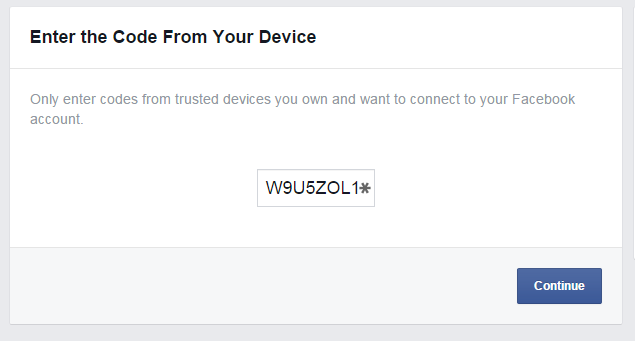 Enter the Code From Your Device
Only enter codes from trusted devices you own and want to connect to your Facebook
account.
W9U5ZOL1
Continue